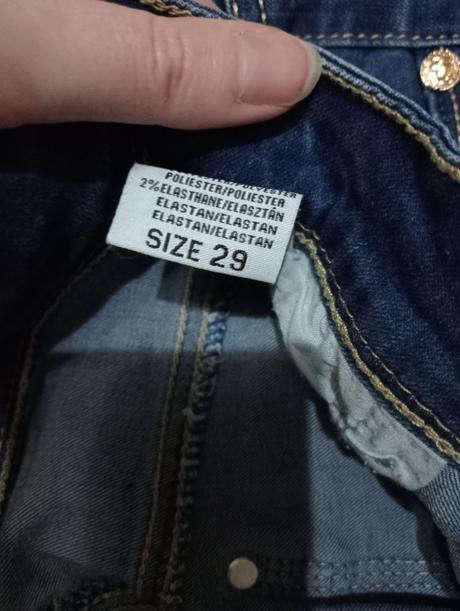 POLIESTER/POLIESTER
2%ELASTHANE/ELASZTÁN
ELASTAN/ELASTAN
ELASTAN/ELASTAN
SIZE 29